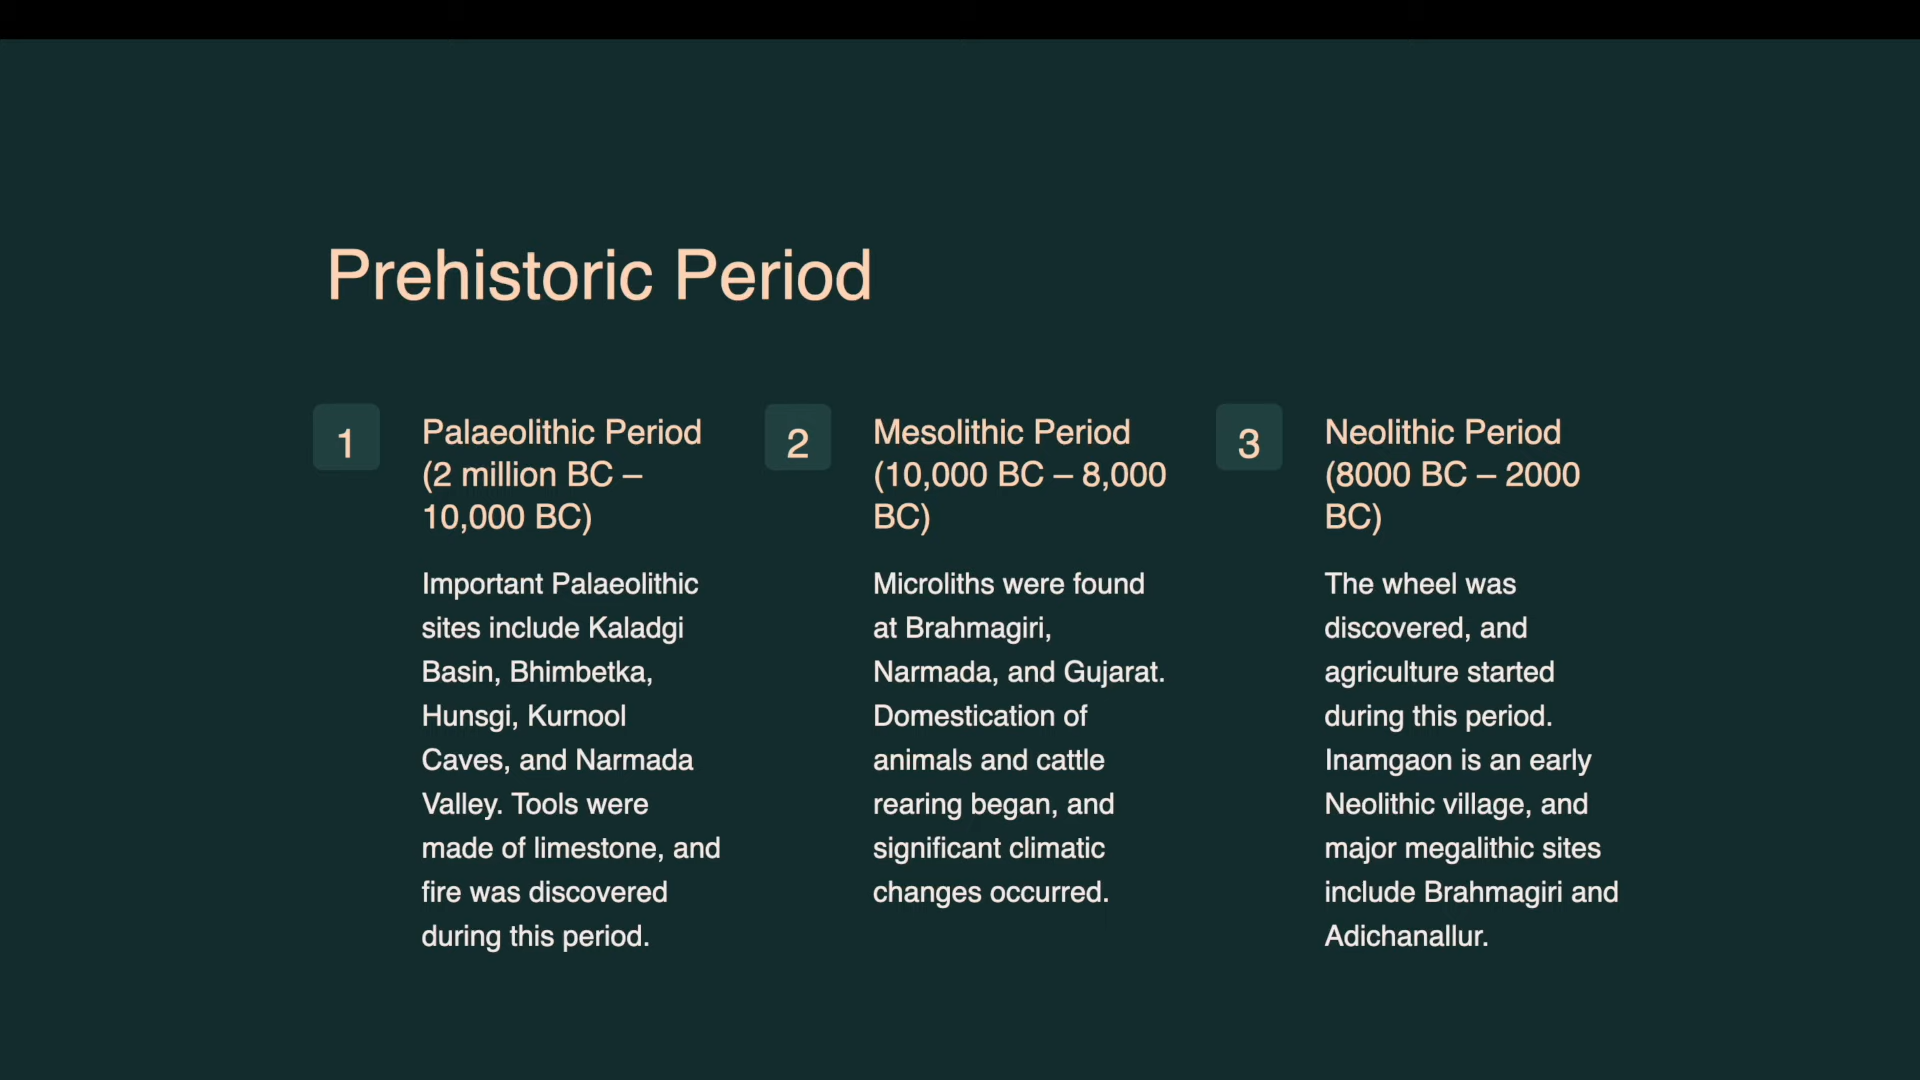 Prehistoric Period
1
Palaeolithic Period
(2 million BC –
10,000 BC)
Important Palaeolithic
sites include Kaladgi
Basin, Bhimbetka,
Hunsgi, Kurnool
Caves, and Narmada
Valley. Tools were
made of limestone, and
fire was discovered
during this period.
2
Mesolithic Period
(10,000 BC – 8,000
BC)
Microliths were found
at Brahmagiri,
Narmada, and Gujarat.
Domestication of
animals and cattle
rearing began, and
significant climatic
changes occurred.
3
Neolithic Period
(8000 BC – 2000
BC)
The wheel was
discovered, and
agriculture started
during this period.
Inamgaon is an early
Neolithic village, and
major megalithic sites
include Brahmagiri and
Adichanallur.